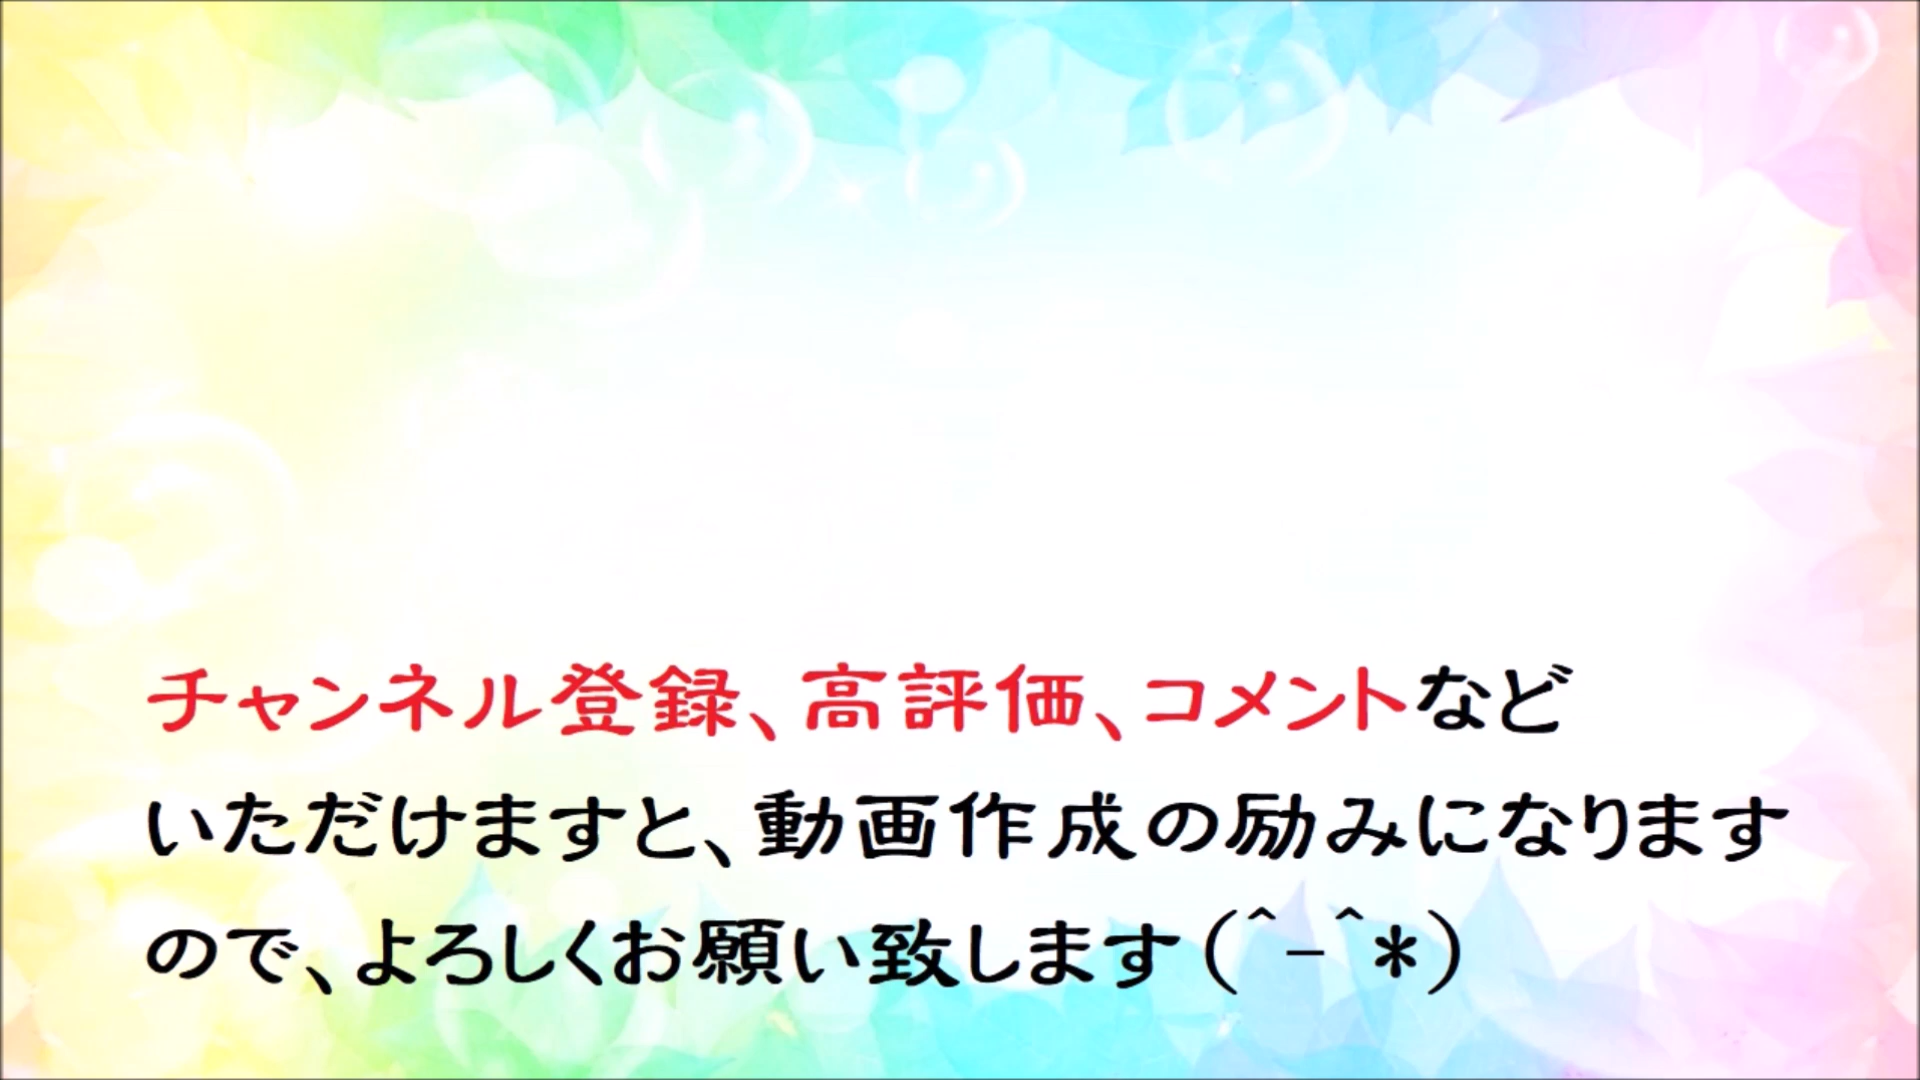 チャンネル登録、高評価、コメントなど
いただけますと、動画作成の励みになります
ので、よろしくお願い致します(^-^*)